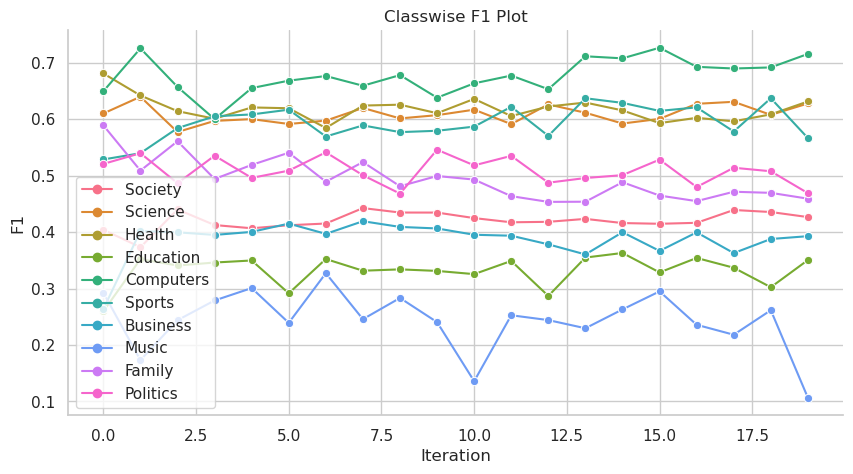 Classwise F1 Plot
F1
0.7
0.6
0.5
0.4
0.3
0.2
0.1
Society
Science
Health
Education
Computers
Sports
Business
Music
Family
Politics
0.0 2.5 5.0 7.5 10.0 12.5 15.0 17.5
Iteration